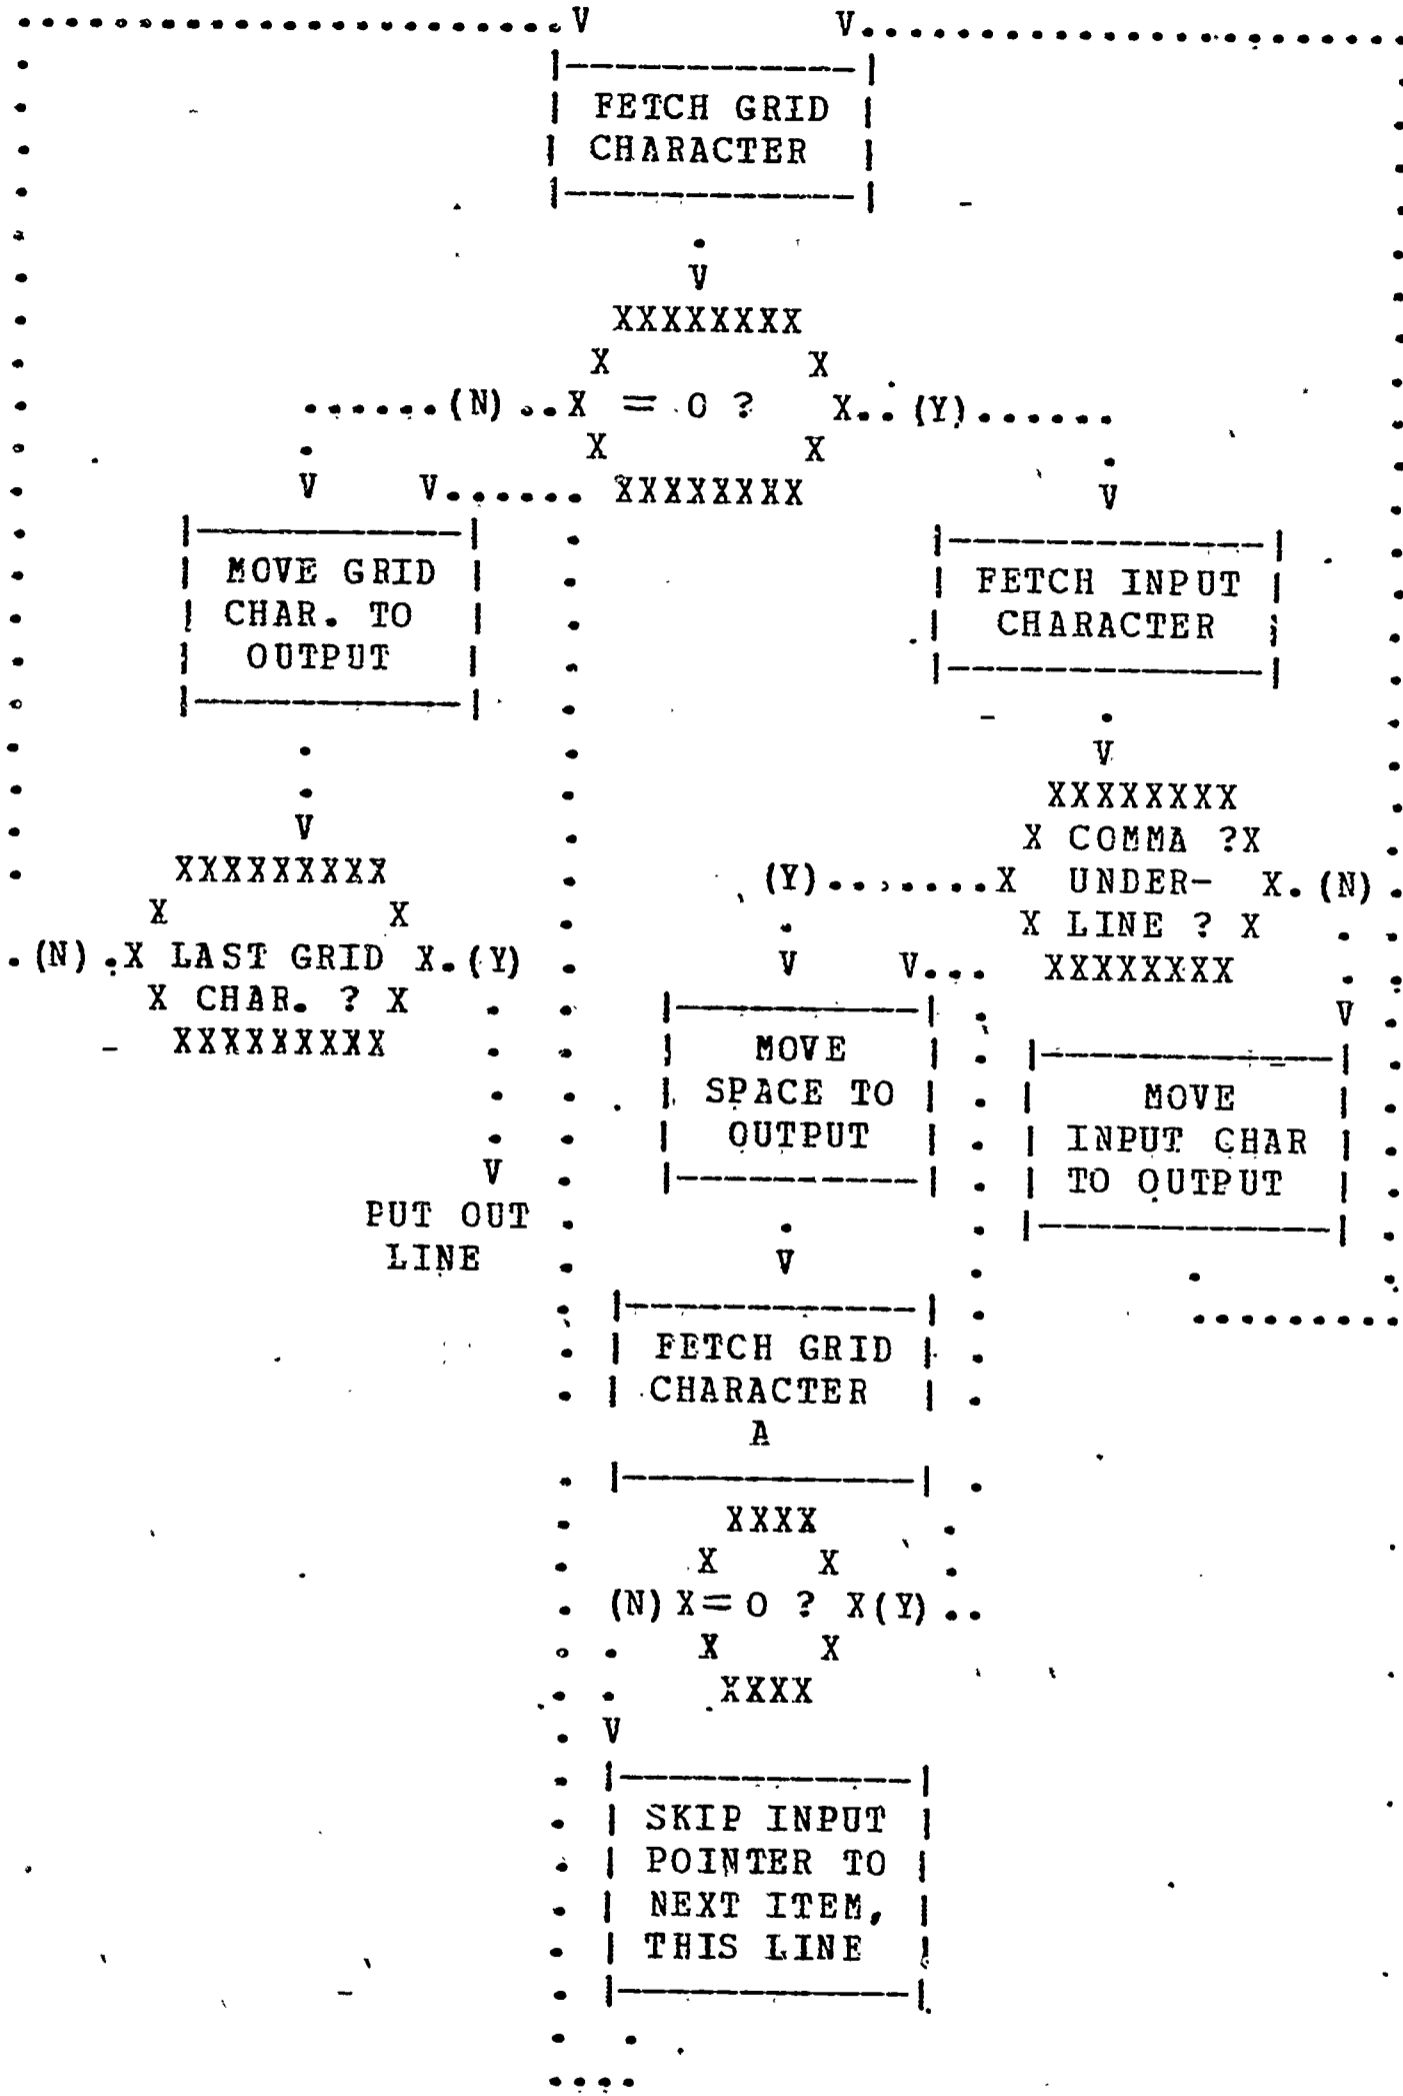 FETCH GRID
CHARACTER
= 0 ?
(N)
(Y)
MOVE GRID
CHAR. TO
OUTPUT
FETCH INPUT
CHARACTER
COMMA ?
UNDER-
LINE ?
(Y)
(N)
LAST GRID
CHAR. ?
(N)
(Y)
PUT OUT
LINE
MOVE
SPACE TO
OUTPUT
MOVE
INPUT CHAR
TO OUTPUT
FETCH GRID
CHARACTER
A
(N)
= 0 ?
(Y)
SKIP INPUT
POINTER TO
NEXT ITEM,
THIS LINE